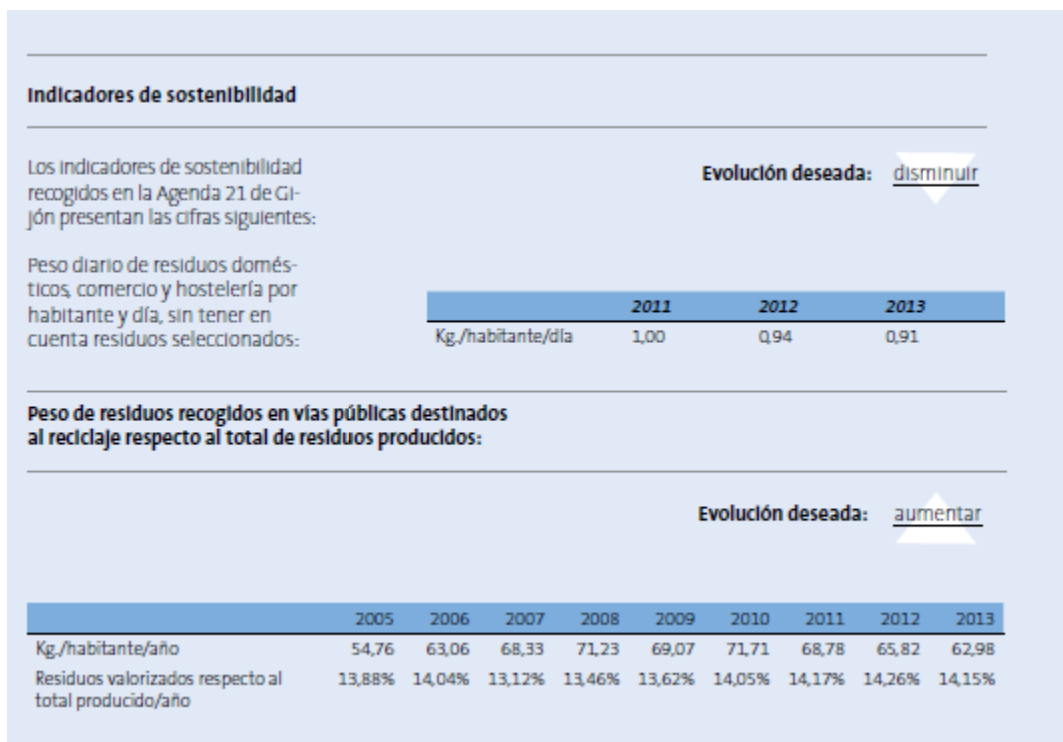 Indicadores de sostenibilidad
Los indicadores de sostenibilidad
recogidos en la Agenda 21 de Gi-
jón presentan las cifras siguientes:
Evolución deseada: disminuir
Peso diario de residuos domés-
ticos, comercio y hostelería por
habitante y día, sin tener en
cuenta residuos seleccionados:
2011 2012 2013
Kg./habitante/día 1,00 0,94 0,91
Peso de residuos recogidos en vías públicas destinados
al reciclaje respecto al total de residuos producidos:
Evolución deseada: aumentar
2005 2006 2007 2008 2009 2010 2011 2012 2013
Kg./habitante/año 54,76 63,06 68,33 71,23 69,07 71,71 68,78 65,82 62,98
Residuos valorizados respecto al 13,88% 14,04% 13,12% 13,46% 13,62% 14,05% 14,17% 14,26% 14,15%
total producido/año